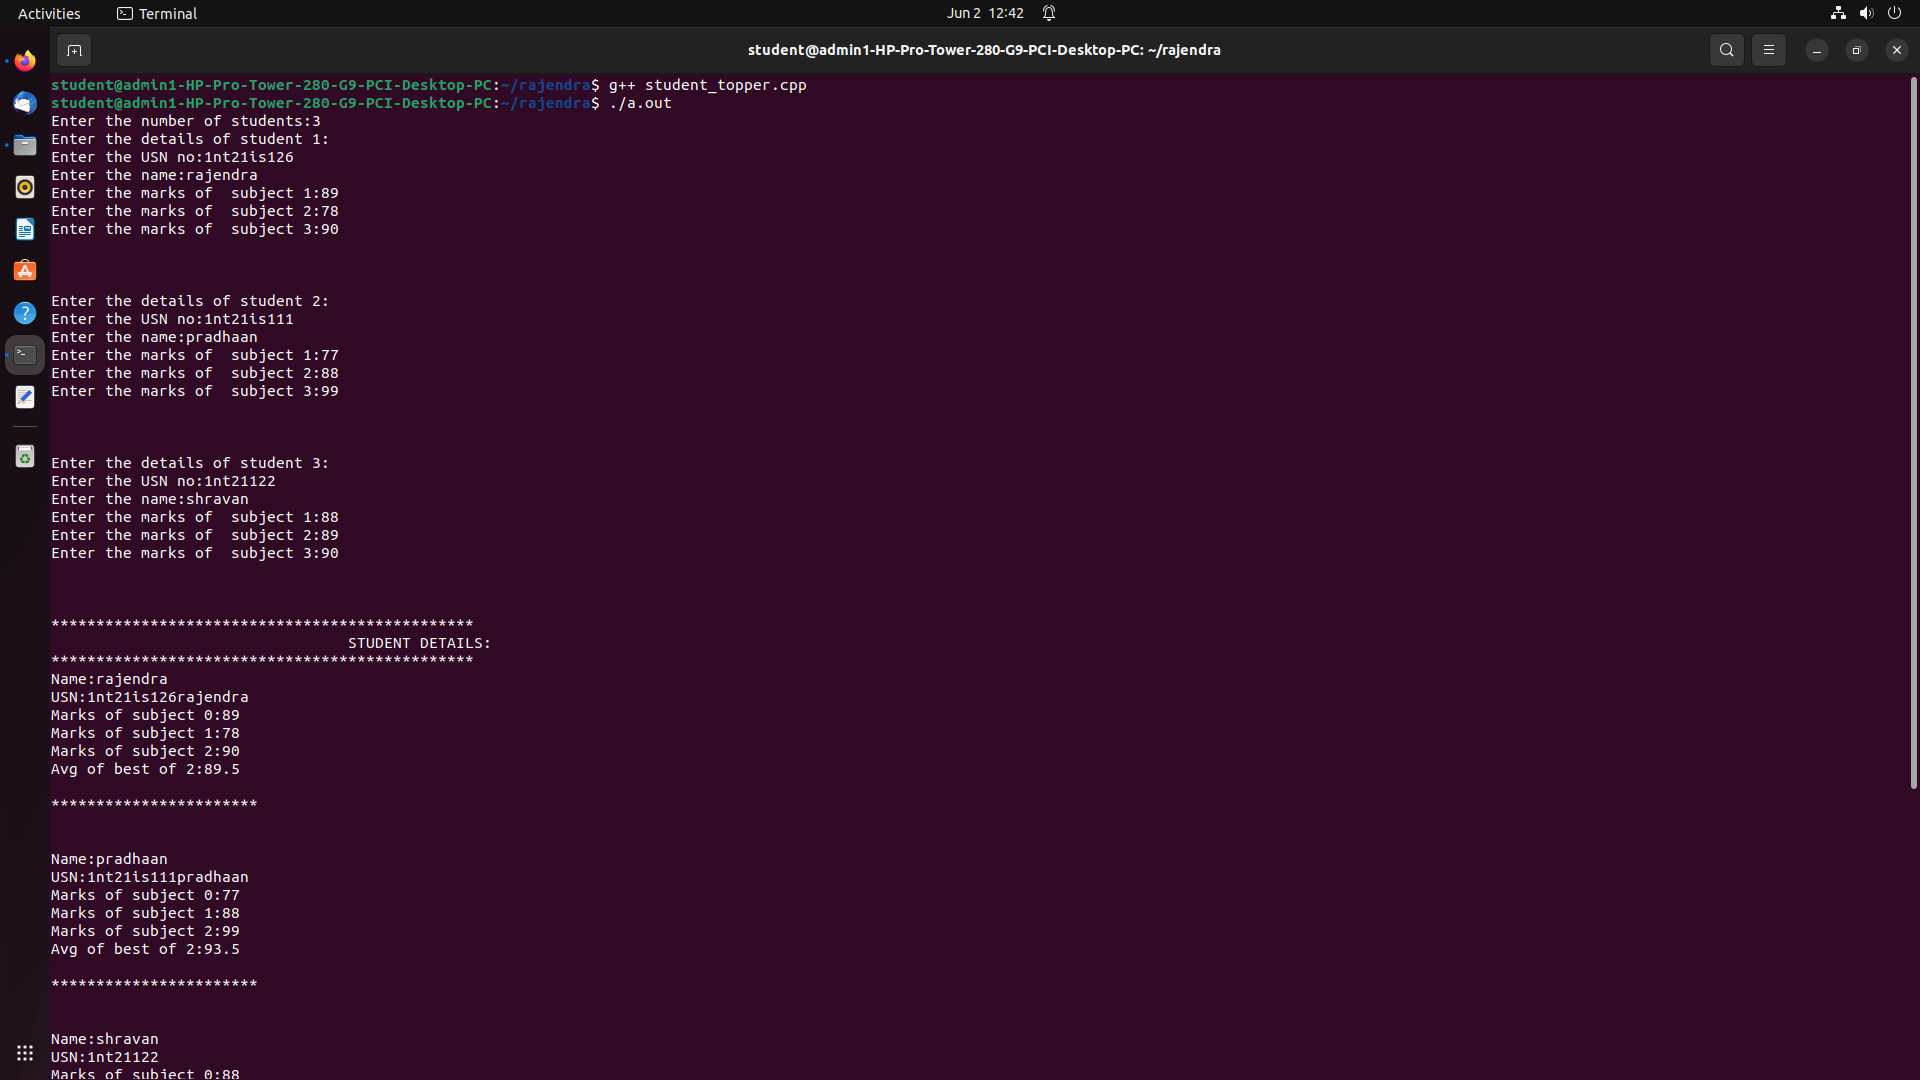 Activities Terminal Jun 2 12:42
student@admin1-HP-Pro-Tower-280-G9-PCI-Desktop-PC: ~/rajendra
student@admin1-HP-Pro-Tower-280-G9-PCI-Desktop-PC:~/rajendra$ g++ student_topper.cpp
student@admin1-HP-Pro-Tower-280-G9-PCI-Desktop-PC:~/rajendra$ ./a.out
Enter the number of students:3
Enter the details of student 1:
Enter the USN no:1nt21is126
Enter the name:rajendra
Enter the marks of  subject 1:89
Enter the marks of  subject 2:78
Enter the marks of  subject 3:90
Enter the details of student 2:
Enter the USN no:1nt21is111
Enter the name:pradhaan
Enter the marks of  subject 1:77
Enter the marks of  subject 2:88
Enter the marks of  subject 3:99
Enter the details of student 3:
Enter the USN no:1nt21122
Enter the name:shravan
Enter the marks of  subject 1:88
Enter the marks of  subject 2:89
Enter the marks of  subject 3:90
***********************************************
STUDENT DETAILS:
***********************************************
Name:rajendra
USN:1nt21is126rajendra
Marks of subject 0:89
Marks of subject 1:78
Marks of subject 2:90
Avg of best of 2:89.5
***********************
Name:pradhaan
USN:1nt21is111pradhaan
Marks of subject 0:77
Marks of subject 1:88
Marks of subject 2:99
Avg of best of 2:93.5
***********************
Name:shravan
USN:1nt21122
Marks of subject 0:88